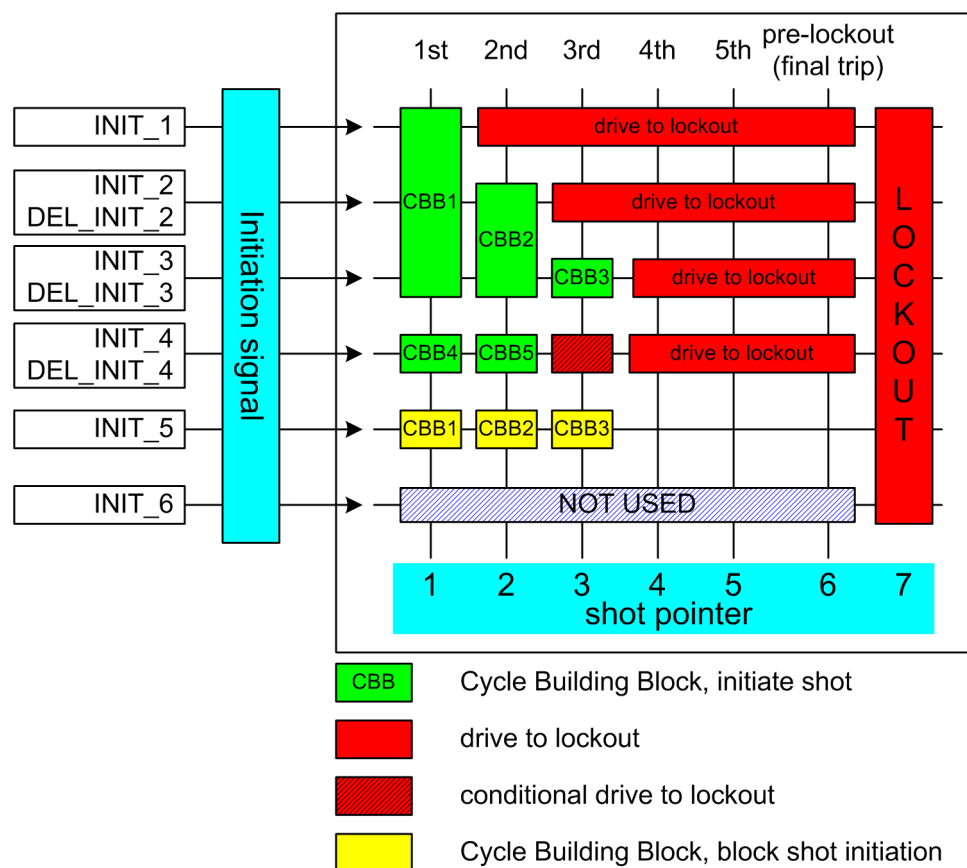 1st 2nd 3rd 4th 5th pre-lockout
(final trip)
INIT_1
drive to lockout
INIT_2
DEL_INIT_2
CBB1
CBB2
drive to lockout
INIT_3
DEL_INIT_3
CBB3
drive to lockout
INIT_4
DEL_INIT_4
CBB4
CBB5
drive to lockout
INIT_5
CBB1
CBB2
CBB3
INIT_6
NOT USED
Initiation signal
LOCKOUT
1 2 3 4 5 6 7
shot pointer
CBB
Cycle Building Block, initiate shot
drive to lockout
conditional drive to lockout
Cycle Building Block, block shot initiation